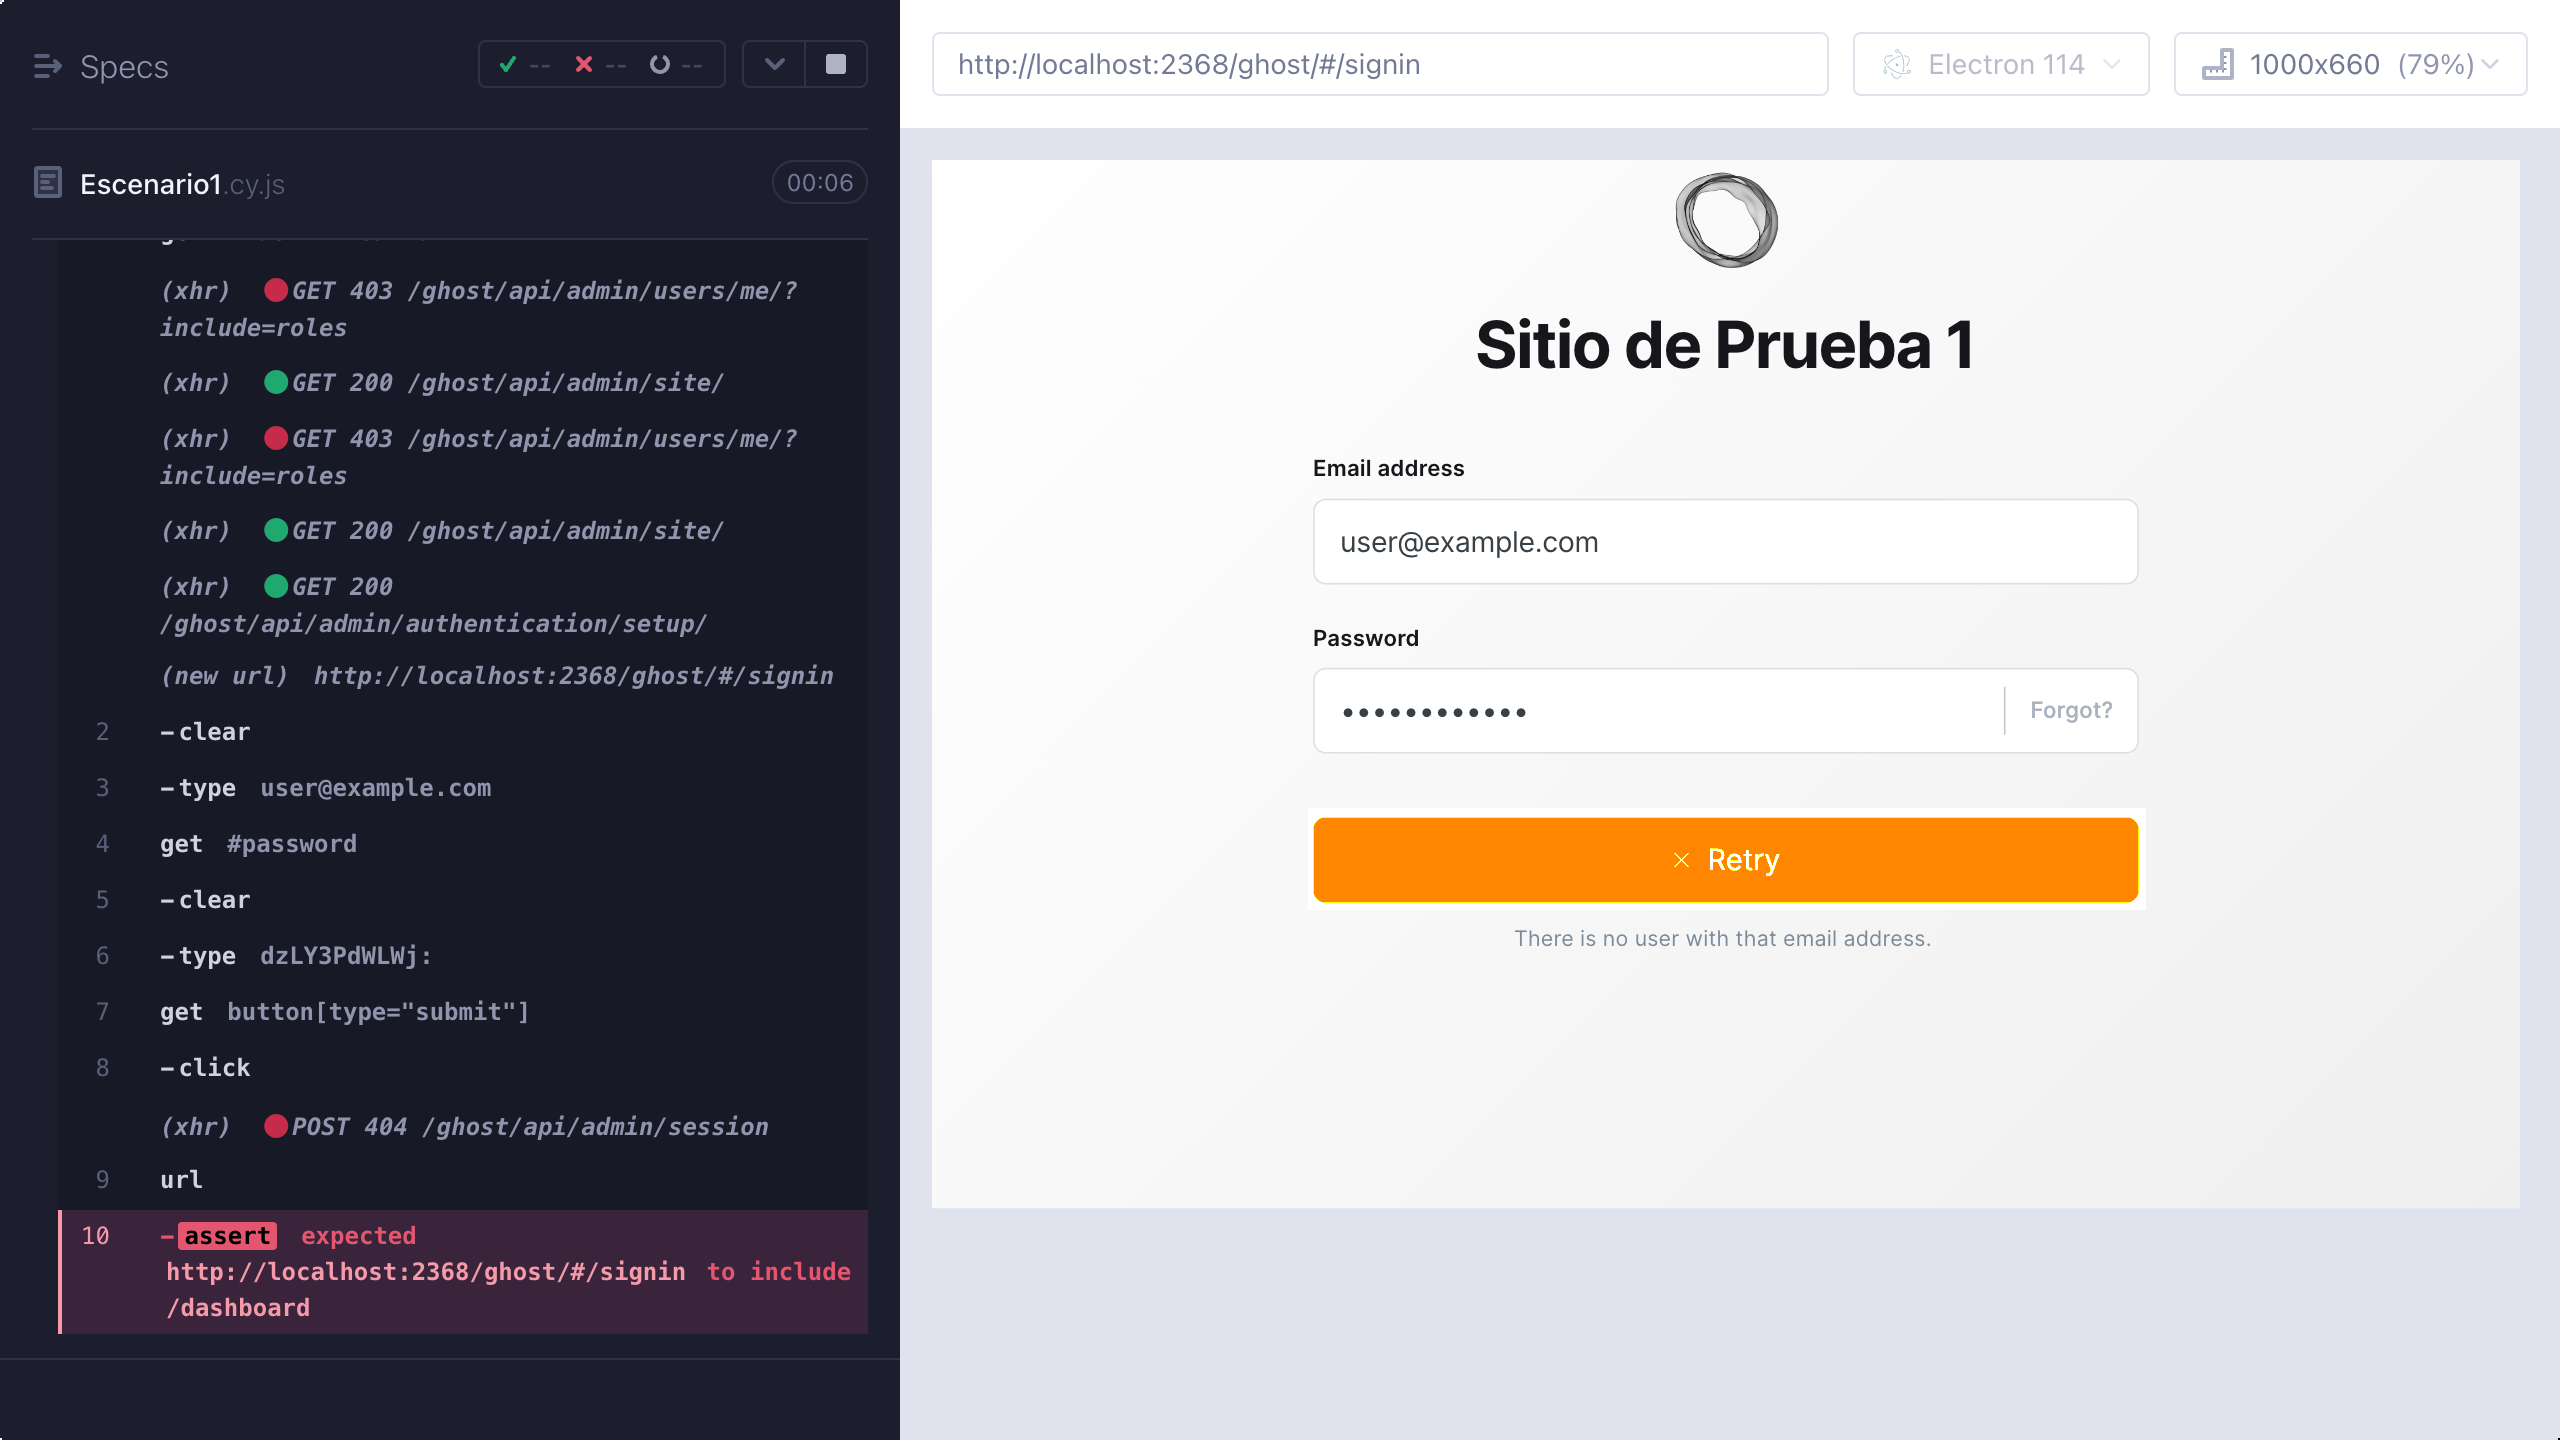 Specs
-- -- --
Escenario1.cy.js
00:06
(xhr) GET 403 /ghost/api/admin/users/me/?
include=roles
(xhr) GET 200 /ghost/api/admin/site/
(xhr) GET 403 /ghost/api/admin/users/me/?
include=roles
(xhr) GET 200 /ghost/api/admin/site/
(xhr) GET 200
/ghost/api/admin/authentication/setup/
(new url) http://localhost:2368/ghost/#/signin
2 -clear
3 -type user@example.com
4 get #password
5 -clear
6 -type dzLY3PdWLWj:
7 get button[type="submit"]
8 -click
(xhr) POST 404 /ghost/api/admin/session
9 url
10 -assert expected
http://localhost:2368/ghost/#/signin to include
/dashboard
http://localhost:2368/ghost/#/signin
Electron 114
1000x660 (79%)
Sitio de Prueba 1
Email address
user@example.com
Password
••••••••••••
Forgot?
Retry
There is no user with that email address.